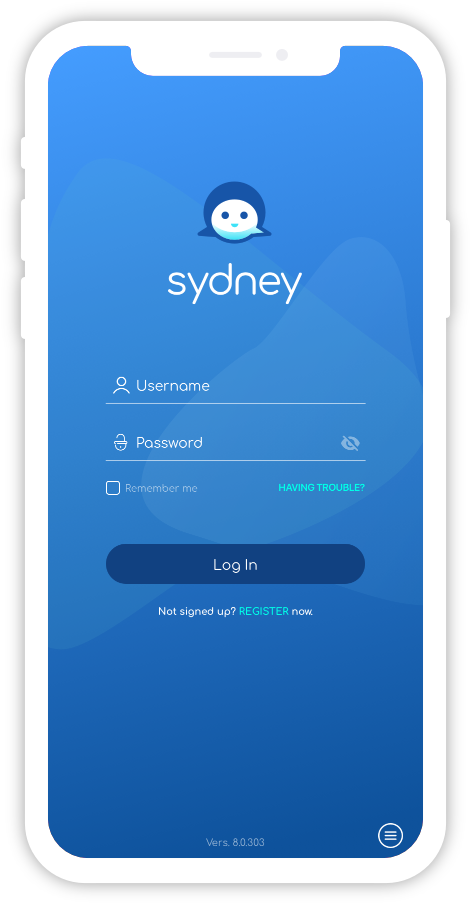 sydney
Username
Password
Remember me
HAVING TROUBLE?
Log In
Not signed up? REGISTER now.
Vers. 8.0.303